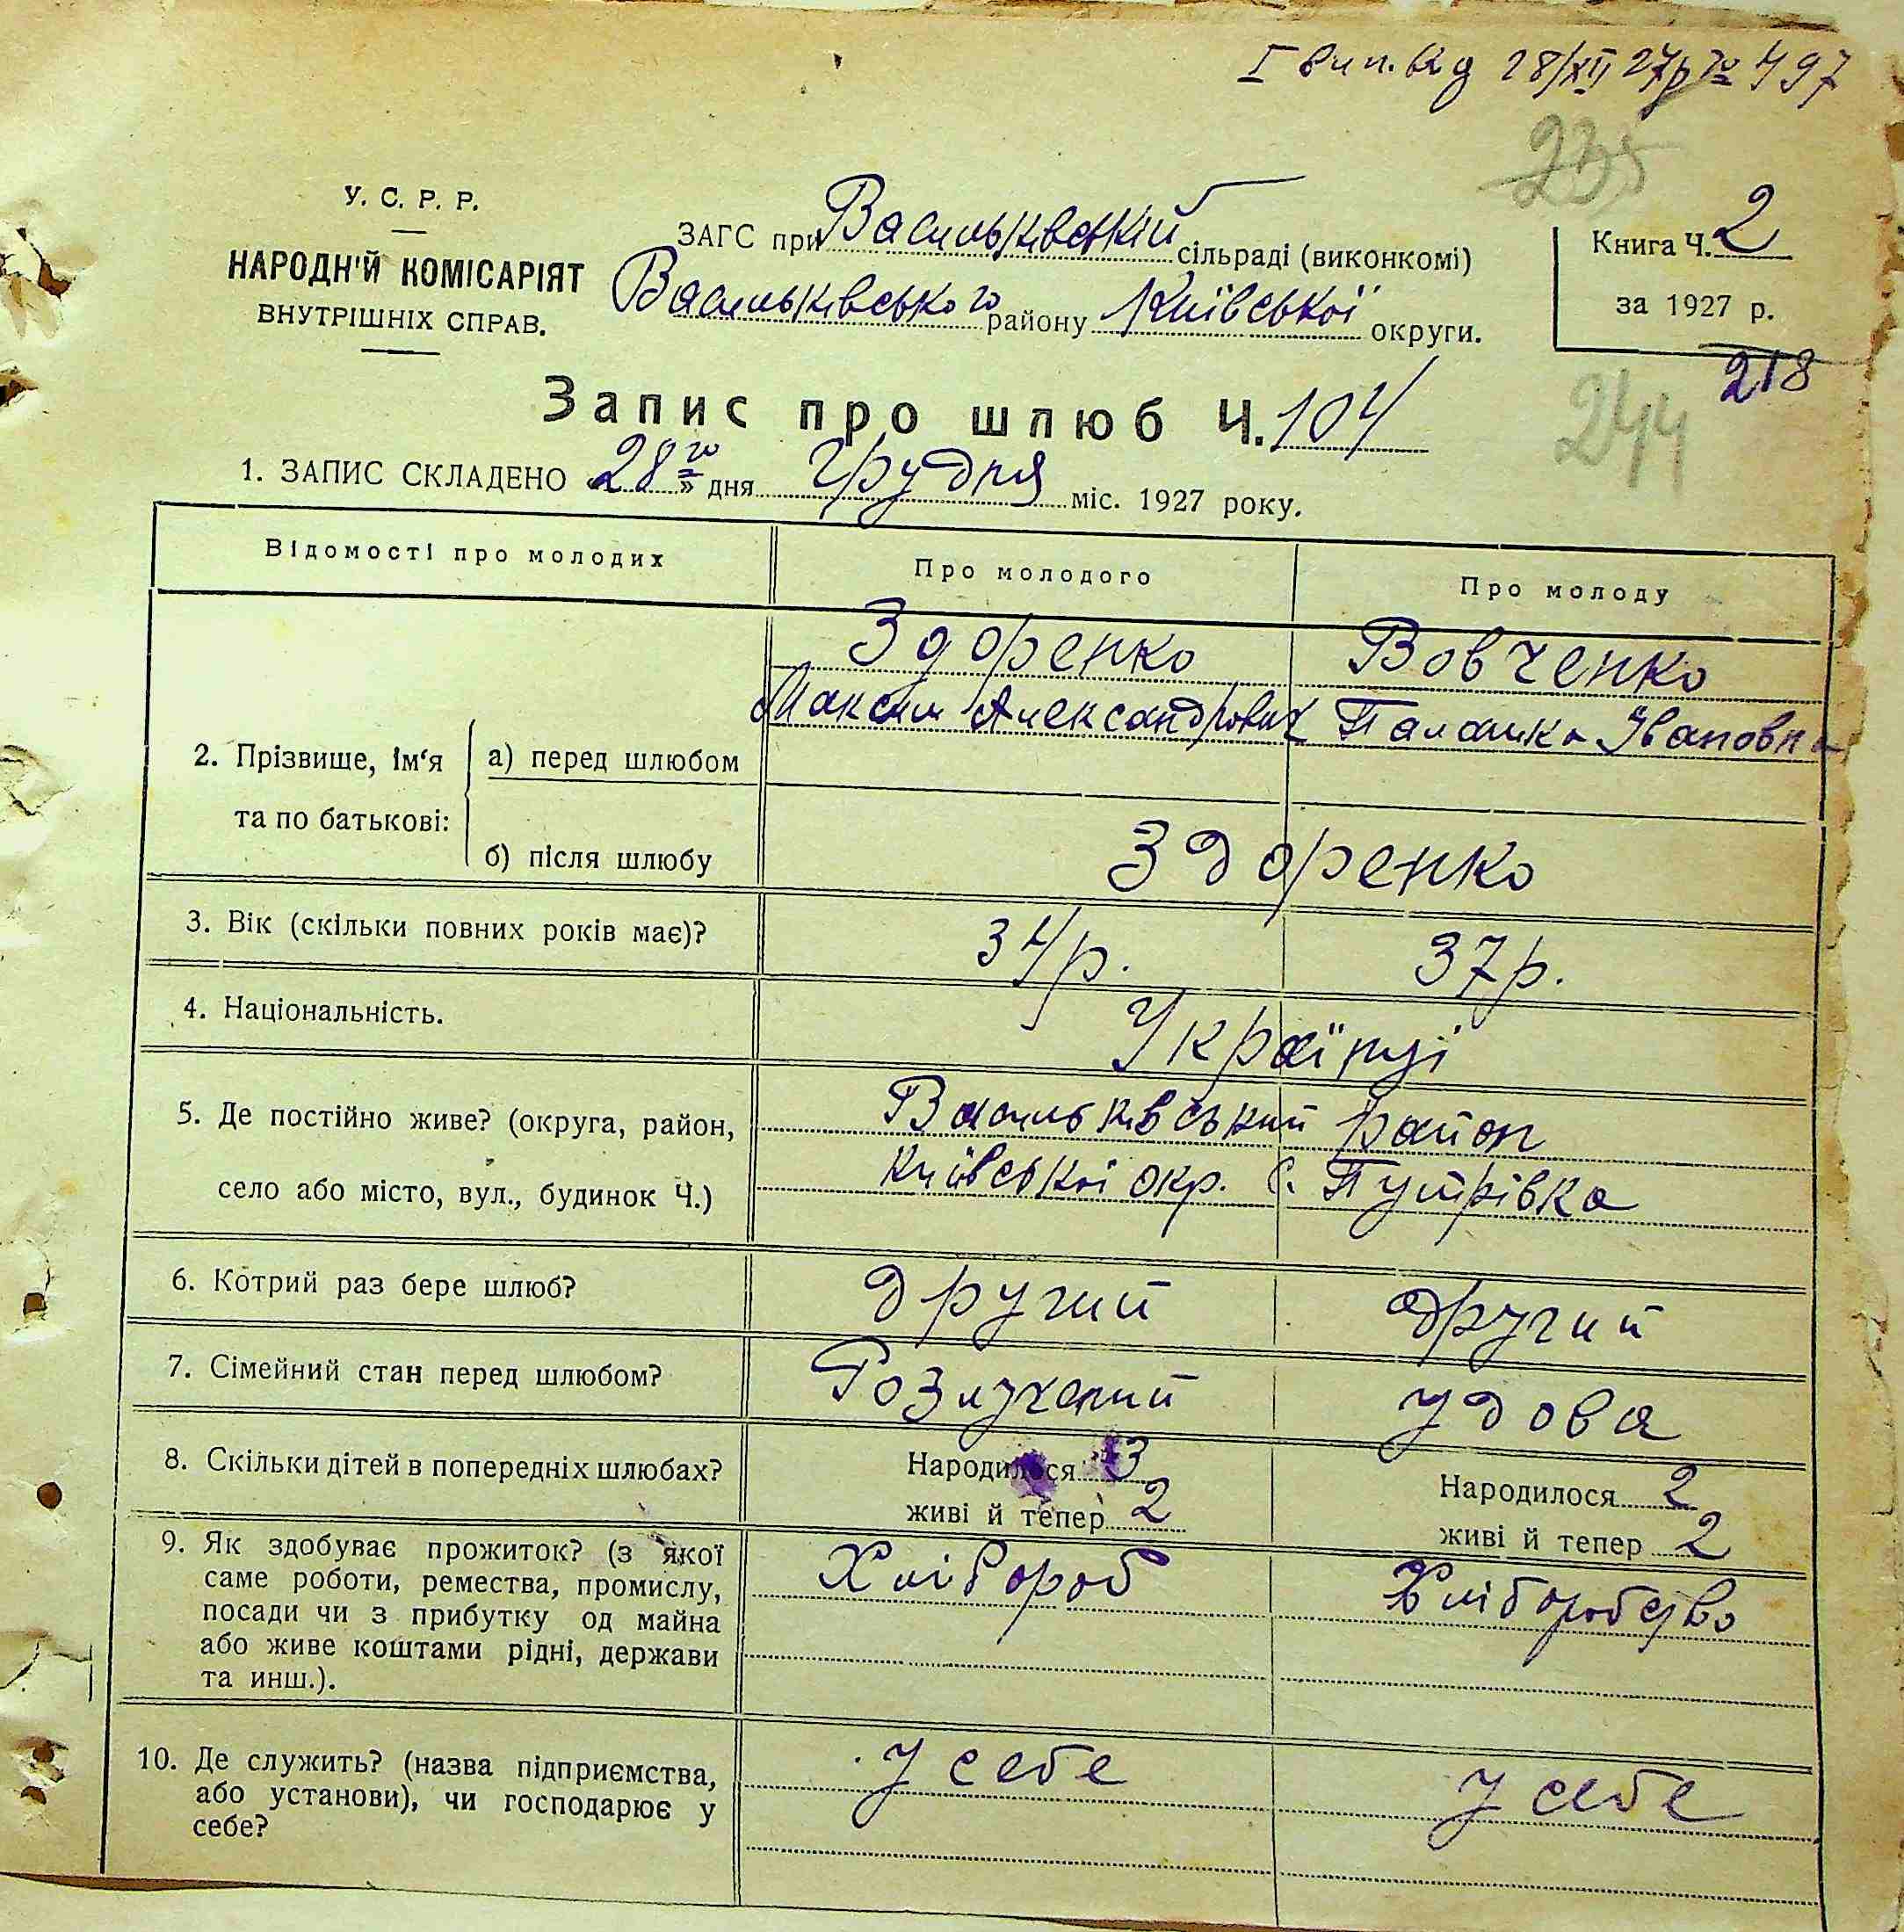 I вип. вид 28/XII 27р № 497
235
У. С. Р. Р.
НАРОДН'Й КОМІСАРІЯТ
ВНУТРІШНІХ СПРАВ.
ЗАГС при Васильківській сільраді (виконкомі)
Васильківського району Київської округи.
Книга Ч. 2
за 1927 р.
218
244
Запис про шлюб Ч. 104
1. ЗАПИС СКЛАДЕНО 28го » дня Грудня міс. 1927 року.
Відомості про молодих Про молодого Про молоду
Здоренко Вовченко
Максим Александрович Палашка Івановна
2. Прізвище, ім'я та по батькові: а) перед шлюбом
б) після шлюбу Здоренко
3. Вік (скільки повних років має)? 34р. 37р.
4. Національність. Українці
5. Де постійно живе? (округа, район, Васильківський район
село або місто, вул., будинок Ч.) Київської окр. с. Путрівка
6. Котрий раз бере шлюб? другий другий
7. Сімейний стан перед шлюбом? Розлучений удова
8. Скільки дітей в попередніх шлюбах? Народилося 3 Народилося 2
живі й тепер 2 живі й тепер 2
9. Як здобуває прожиток? (з якої Хлібороб Хліборобство
саме роботи, ремества, промислу,
посади чи з прибутку од майна
або живе коштами рідні, держави
та инш.).
10. Де служить? (назва підприємства, у себе у себе
або установи), чи господарює у
себе?